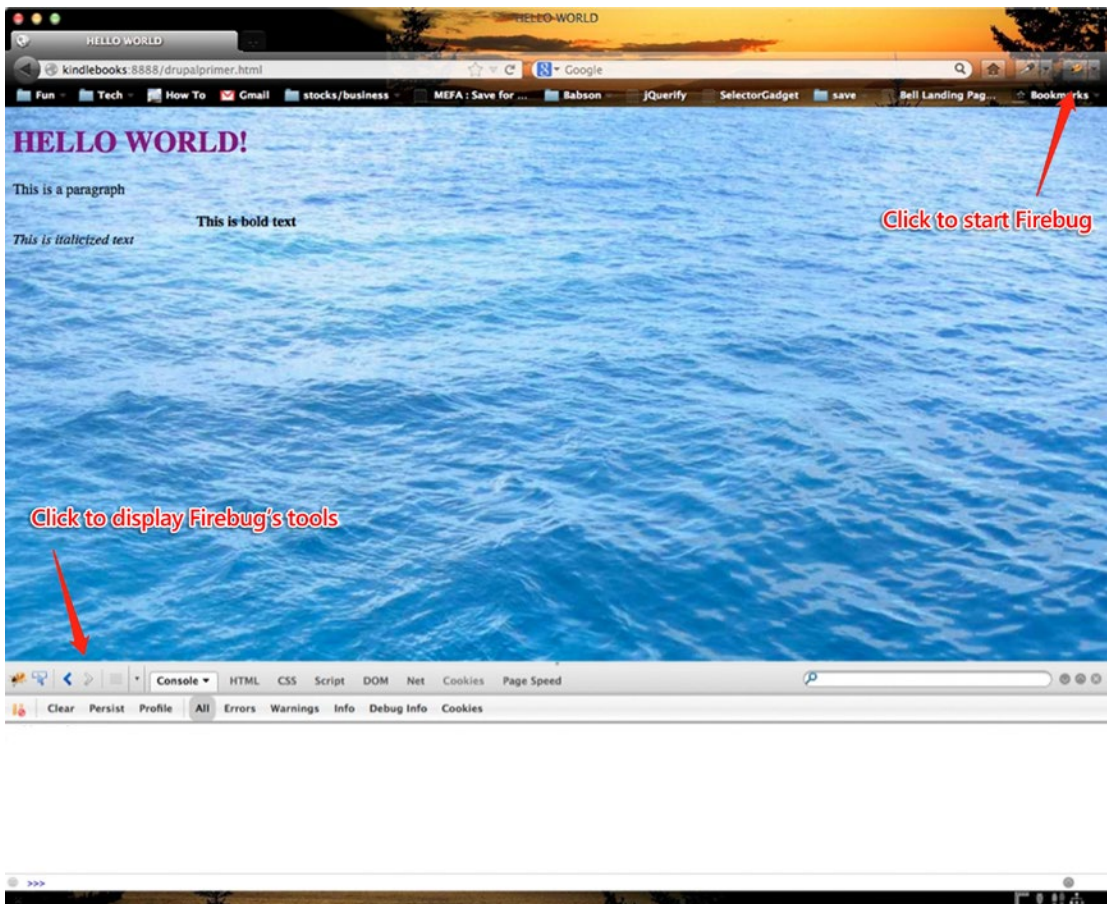 HELLO WORLD
HELLO WORLD
kindlebooks:8888/drupalprimer.html
Google
Fun Tech How To Gmail stocks/business MEFA : Save for ... Babson jQuerify SelectorGadget save Bell Landing Pag... Bookmarks
HELLO WORLD!
This is a paragraph
This is bold text
This is italicized text
Click to start Firebug
Click to display Firebug's tools
Console HTML CSS Script DOM Net Cookies Page Speed
Clear Persist Profile All Errors Warnings Info Debug Info Cookies
>>>